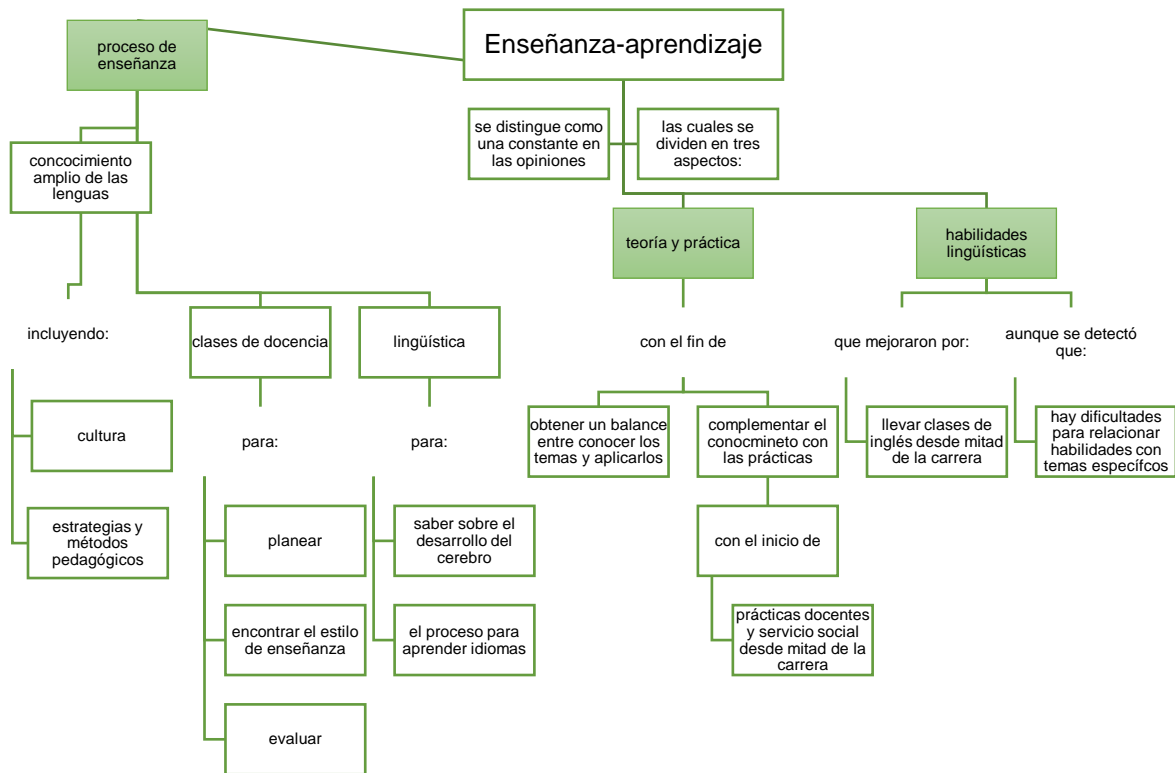 Enseñanza-aprendizaje
proceso de
enseñanza
se distingue como
una constante en
las opiniones
las cuales se
dividen en tres
aspectos:
concocimiento
amplio de las
lenguas
teoría y práctica
habilidades
lingüísticas
incluyendo:
clases de docencia
lingüística
con el fin de
que mejoraron por:
aunque se detectó
que:
cultura
para:
para:
obtener un balance
entre conocer los
temas y aplicarlos
complementar el
conocmineto con
las prácticas
llevar clases de
inglés desde mitad
de la carrera
hay dificultades
para relacionar
habilidades con
temas específcos
estrategias y
métodos
pedagógicos
planear
saber sobre el
desarrollo del
cerebro
con el inicio de
encontrar el estilo
de enseñanza
el proceso para
aprender idiomas
prácticas docentes
y servicio social
desde mitad de la
carrera
evaluar